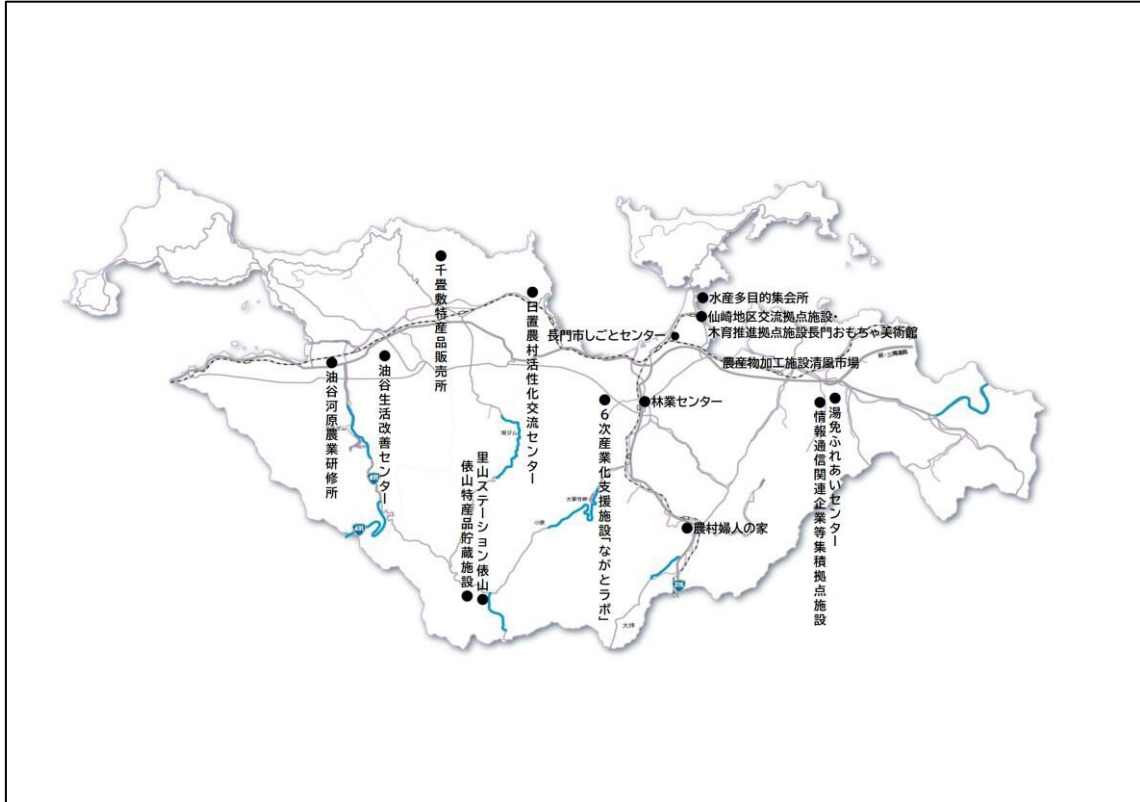 千畳敷特産品販売所
日置農村活性化交流センター
水産多目的集会所
仙崎地区交流拠点施設・
木育推進拠点施設長門おもちゃ美術館
長門市しごとセンター
農産物加工施設清風市場
油谷河原農業研修所
油谷生活改善センター
林業センター
6次産業化支援施設「ながとラボ」
湯免ふれあいセンター
情報通信関連企業等集積拠点施設
里山ステーション俵山
俵山特産品貯蔵施設
農村婦人の家
大坊